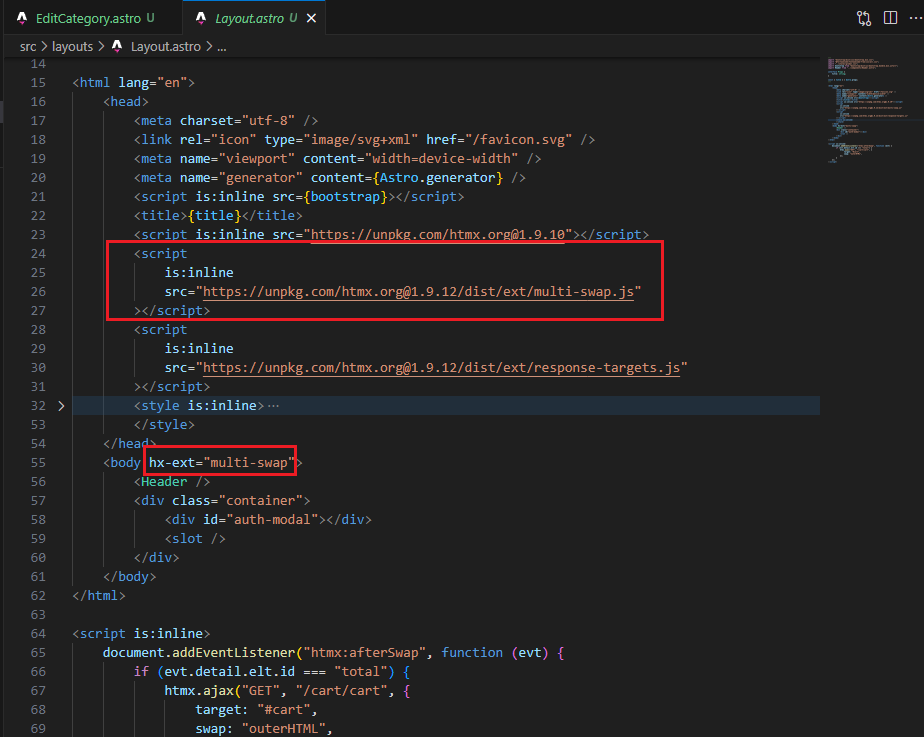 EditCategory.astro U
Layout.astro U
src > layouts > Layout.astro > ...
14
15 <html lang="en">
16 <head>
17 <meta charset="utf-8" />
18 <link rel="icon" type="image/svg+xml" href="/favicon.svg" />
19 <meta name="viewport" content="width=device-width" />
20 <meta name="generator" content={Astro.generator} />
21 <script is:inline src={bootstrap}></script>
22 <title>{title}</title>
23 <script is:inline src="https://unpkg.com/htmx.org@1.9.10"></script>
24 <script
25 is:inline
26 src="https://unpkg.com/htmx.org@1.9.12/dist/ext/multi-swap.js"
27 ></script>
28 <script
29 is:inline
30 src="https://unpkg.com/htmx.org@1.9.12/dist/ext/response-targets.js"
31 ></script>
32 <style is:inline> ...
53 </style>
54 </head>
55 <body hx-ext="multi-swap">
56 <Header />
57 <div class="container">
58 <div id="auth-modal"></div>
59 <slot />
60 </div>
61 </body>
62 </html>
63
64 <script is:inline>
65 document.addEventListener("htmx:afterSwap", function (evt) {
66 if (evt.detail.elt.id === "total") {
67 htmx.ajax("GET", "/cart/cart", {
68 target: "#cart",
69 swap: "outerHTML",